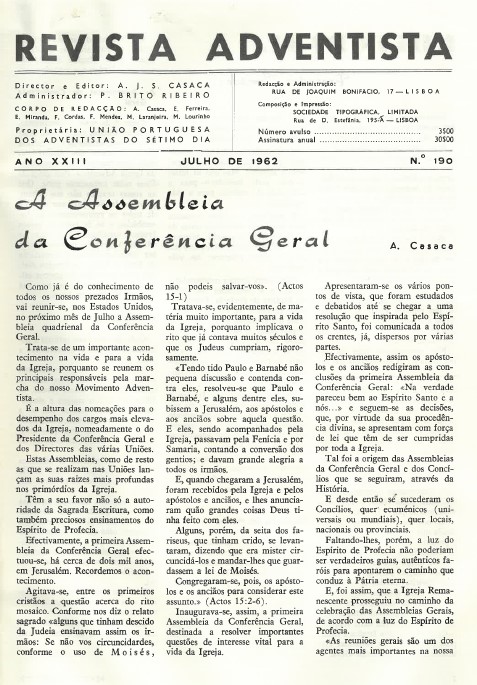 REVISTA ADVENTISTA
Director e Editor: A. J. S. CASACA
Administrador: P. BRITO RIBEIRO
CORPO DE REDACÇÃO: A. Casaca, E. Ferreira,
E. Miranda, F. Cordas, F. Mendes, M. Laranjeira, M. Lourinho
Proprietária: UNIÃO PORTUGUESA
DOS ADVENTISTAS DO SÉTIMO DIA
Redacção e Administração:
RUA DE JOAQUIM BONIFÁCIO, 17 — LISBOA
Composição e Impressão:
SOCIEDADE TIPOGRÁFICA, LIMITADA
Rua de D. Estefânia, 195-A — LISBOA
Número avulso ........ 3$00
Assinatura anual ........ 30$00
ANO XXIII JULHO DE 1962 N.º 190
A Assembleia
da Conferência Geral
A. Casaca
Como já é do conhecimento de
todos os nossos prezados Irmãos,
vai reunir-se, nos Estados Unidos,
no próximo mês de Julho a Assem-
bleia quadrienal da Conferência
Geral.
Trata-se de um importante acon-
tecimento na vida e para a vida
da Igreja, porquanto se reunem os
principais responsáveis pela mar-
cha do nosso Movimento Adven-
tista.
É a altura das nomeações para o
desempenho dos cargos mais eleva-
dos da Igreja, nomeadamente o do
Presidente da Conferência Geral e
dos Directores das várias Uniões.
Estas Assembleias, como de resto
as que se realizam nas Uniões lan-
çam as suas raízes mais profundas
nos primórdios da Igreja.
Têm a seu favor não só a auto-
ridade da Sagrada Escritura, como
também preciosos ensinamentos do
Espírito de Profecia.
Efectivamente, a primeira Assem-
bleia da Conferência Geral efec-
tuou-se, há cerca de dois mil anos,
em Jerusalém. Recordemos o acon-
tecimento.
Agitava-se, entre os primeiros
cristãos a questão acerca do rito
mosaico. Conforme nos diz o relato
sagrado «alguns que tinham descido
da Judeia ensinavam assim os ir-
mãos: Se não vos circuncidardes,
conforme o uso de Moisés,
não podeis salvar-vos». (Actos
15-1)
Tratava-se, evidentemente, de ma-
téria muito importante, para a vida
da Igreja, porquanto implicava o
rito que já contava muitos séculos e
que os Judeus cumpriam, rigoro-
samente.
«Tendo tido Paulo e Barnabé não
pequena discussão e contenda contra
eles, resolveu-se que Paulo e
Barnabé, e alguns dentre eles, su-
bissem a Jerusalém, aos apóstolos e
aos anciãos sobre aquela questão.
E eles, sendo acompanhados pela
Igreja, passavam pela Fenícia e por
Samaria, contando a conversão dos
gentios; e davam grande alegria a
todos os irmãos.
E, quando chegaram a Jerusalém,
foram recebidos pela Igreja e pelos
apóstolos e anciãos, e lhes anuncia-
ram quão grandes coisas Deus ti-
nha feito com eles.
Alguns, porém, da seita dos fa-
riseus, que tinham crido, se levan-
taram, dizendo que era mister cir-
cuncidá-los e mandar-lhes que guar-
dassem a lei de Moisés.
Congregaram-se, pois, os apósto-
los e os anciãos para considerar este
assunto.» (Actos 15:2-6).
Inaugurava-se, assim, a primeira
Assembleia da Conferência Geral,
destinada a resolver importantes
questões de interesse vital para a
vida da Igreja.
Apresentaram-se os vários pon-
tos de vista, que foram estudados
e debatidos até se chegar a uma
resolução que inspirada pelo Espí-
rito Santo, foi comunicada a todos
os crentes, já, dispersos por várias
partes.
Efectivamente, assim os apósto-
los e os anciãos redigiram as con-
clusões da primeira Assembleia da
Conferência Geral: «Na verdade
pareceu bem ao Espírito Santo e a
nós...» e seguem-se as decisões,
que, por virtude da sua procedên-
cia divina, se apresentam com força
de lei que têm de ser cumpridas
por toda a Igreja.
Tal foi a origem das Assembleias
da Conferência Geral e dos Concí-
lios que se seguiram, através da
História.
E desde então se sucederam os
Concílios, quer ecuménicos (uni-
versais ou mundiais), quer locais,
nacionais ou provinciais.
Faltando-lhes, porém, a luz do
Espírito de Profecia não poderiam
ser verdadeiros guias, autênticos fa-
róis para apontarem o caminho que
conduz à Pátria eterna.
E, foi assim, que a Igreja Rema-
nescente prosseguiu no caminho da
celebração das Assembleias Gerais,
de acordo com a luz do Espírito de
Profecia.
«As reuniões gerais são um dos
agentes mais importantes na nossa